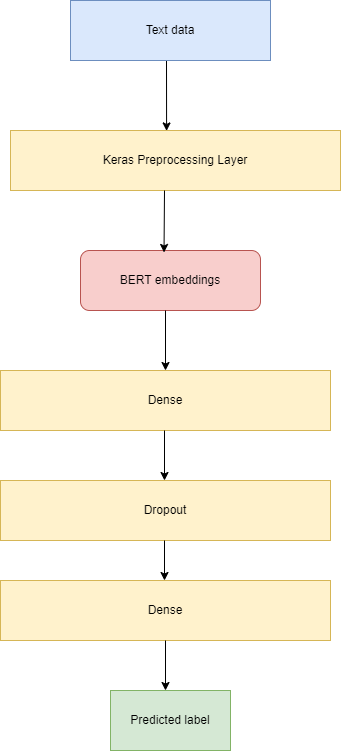 Text data
Keras Preprocessing Layer
BERT embeddings
Dense
Dropout
Dense
Predicted label